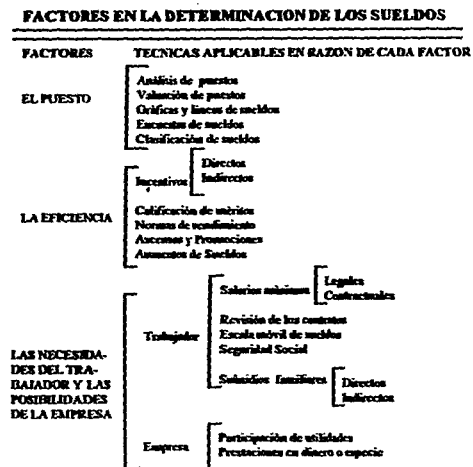 FACTORES EN LA DETERMINACION DE LOS SUELDOS
FACTORES TECNICAS APLICABLES EN RAZON DE CADA FACTOR
EL PUESTO
Análisis de puestos
Valuación de puestos
Gráficas y líneas de sueldos
Encuestas de sueldos
Clasificación de sueldos
LA EFICIENCIA
Incentivos
Directos
Indirectos
Calificación de méritos
Normas de rendimiento
Ascensos y Promociones
Aumentos de Sueldos
LAS NECESIDA-
DES DEL TRA-
BAJADOR Y LAS
POSIBILIDADES
DE LA EMPRESA
Trabajador
Salarios mínimos
Legales
Contractuales
Revisión de los contratos
Escala móvil de sueldos
Seguridad Social
Subsidios familiares
Directos
Indirectos
Empresa
Participación de utilidades
Prestaciones en dinero o especie